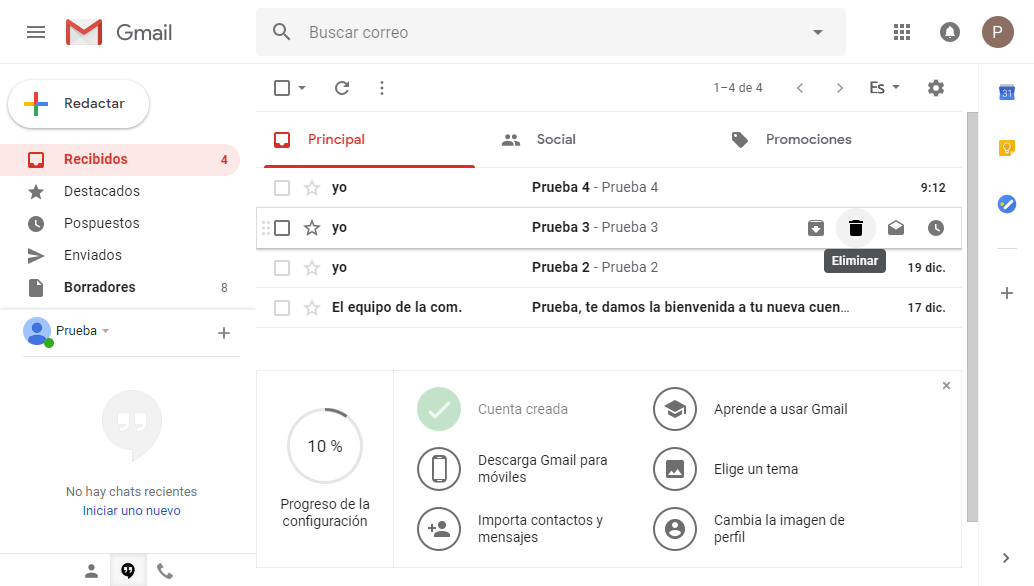 Gmail
Buscar correo
P
Redactar
1–4 de 4
Es
31
Recibidos 4
Destacados
Pospuestos
Enviados
Borradores 8
Principal
Social
Promociones
yo Prueba 4 - Prueba 4 9:12
yo Prueba 3 - Prueba 3
Eliminar
yo Prueba 2 - Prueba 2 19 dic.
El equipo de la com. Prueba, te damos la bienvenida a tu nueva cuen... 17 dic.
Prueba
No hay chats recientes
Iniciar uno nuevo
10 %
Progreso de la
configuración
Cuenta creada
Descarga Gmail para
móviles
Importa contactos y
mensajes
Aprende a usar Gmail
Elige un tema
Cambia la imagen de
perfil